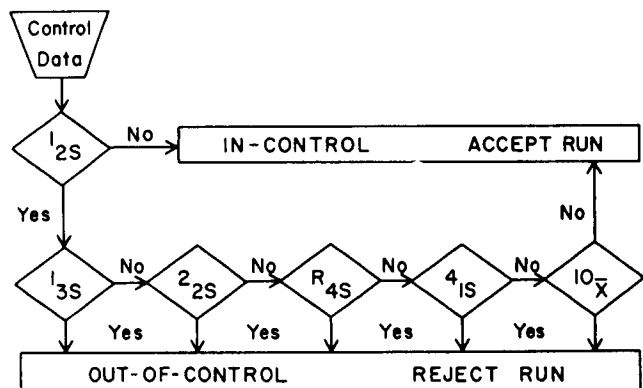 Control
Data
1 2S
No
IN-CONTROL ACCEPT RUN
Yes
No
1 3S
No
2 2S
No
R 4S
No
4 1S
No
10 X̅
Yes
Yes
Yes
Yes
OUT-OF-CONTROL REJECT RUN